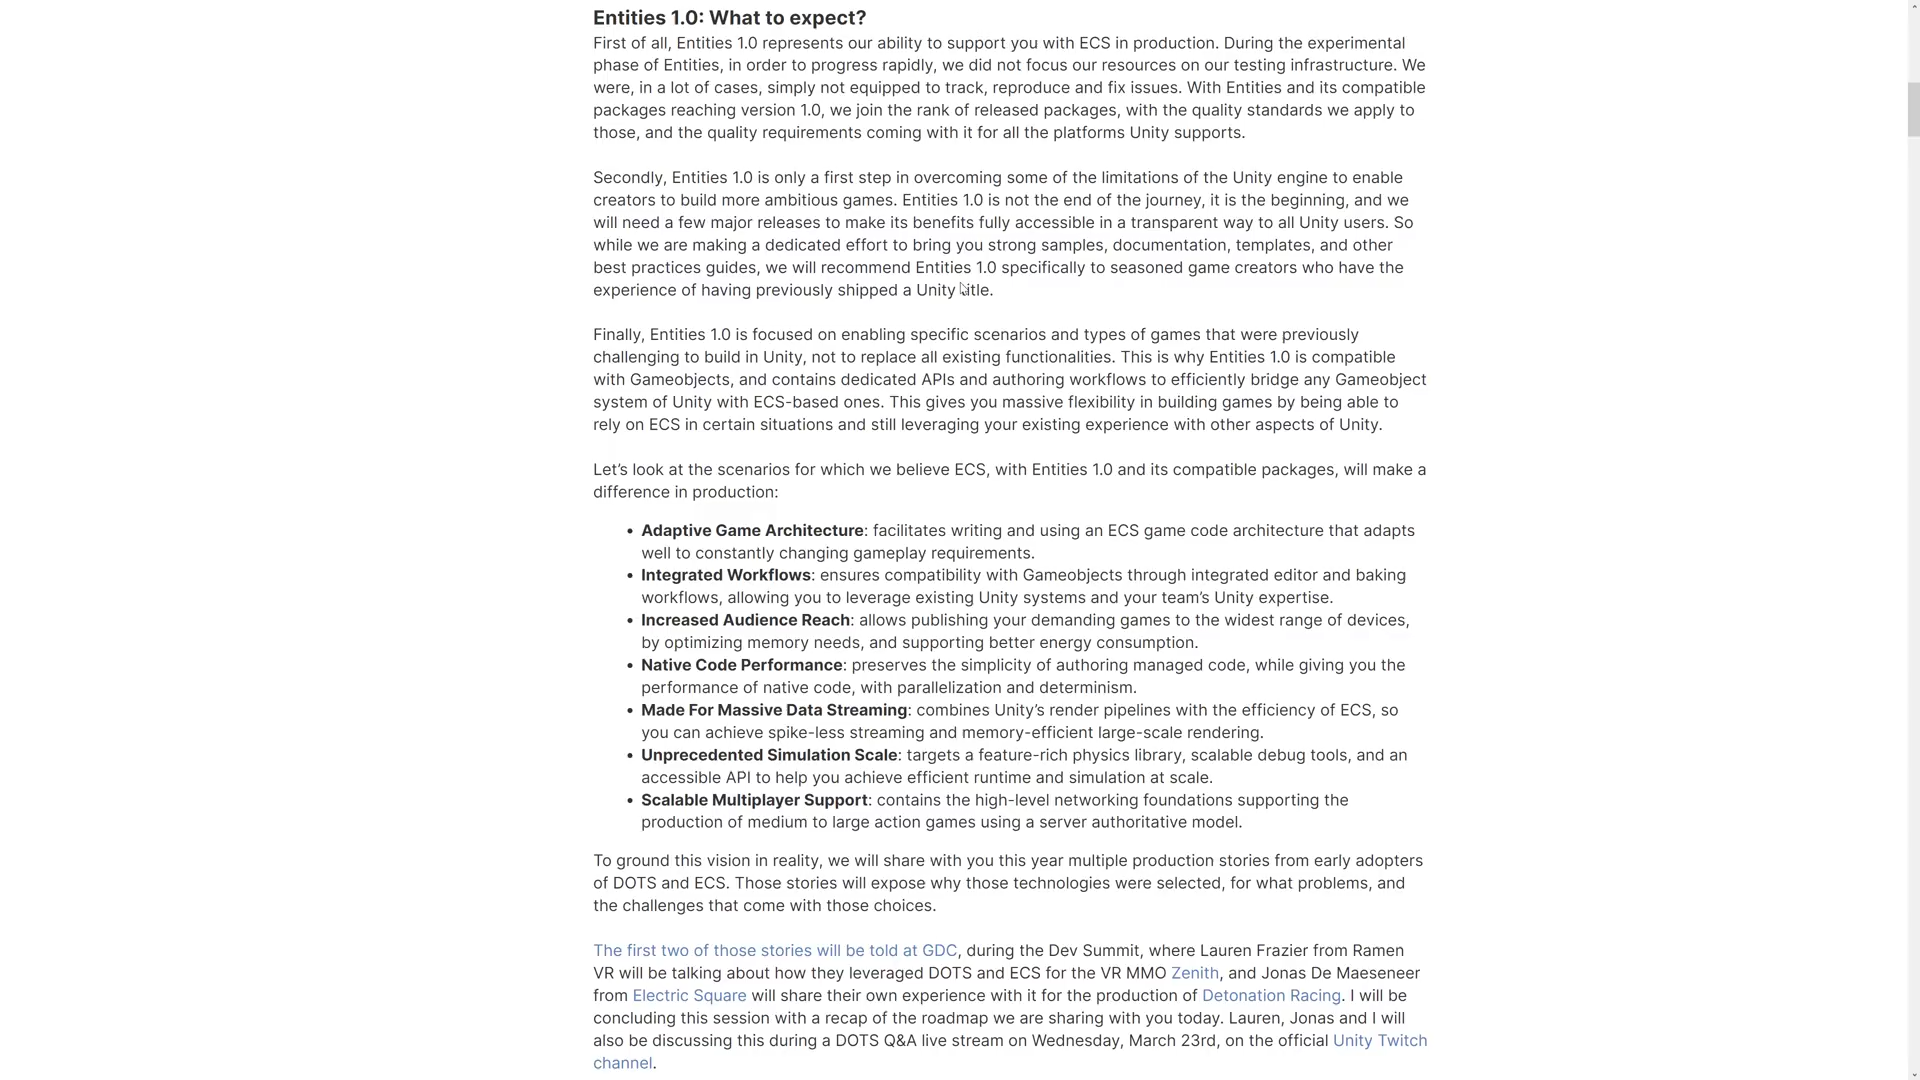 Entities 1.0: What to expect?
First of all, Entities 1.0 represents our ability to support you with ECS in production. During the experimental
phase of Entities, in order to progress rapidly, we did not focus our resources on our testing infrastructure. We
were, in a lot of cases, simply not equipped to track, reproduce and fix issues. With Entities and its compatible
packages reaching version 1.0, we join the rank of released packages, with the quality standards we apply to
those, and the quality requirements coming with it for all the platforms Unity supports.
Secondly, Entities 1.0 is only a first step in overcoming some of the limitations of the Unity engine to enable
creators to build more ambitious games. Entities 1.0 is not the end of the journey, it is the beginning, and we
will need a few major releases to make its benefits fully accessible in a transparent way to all Unity users. So
while we are making a dedicated effort to bring you strong samples, documentation, templates, and other
best practices guides, we will recommend Entities 1.0 specifically to seasoned game creators who have the
experience of having previously shipped a Unity title.
Finally, Entities 1.0 is focused on enabling specific scenarios and types of games that were previously
challenging to build in Unity, not to replace all existing functionalities. This is why Entities 1.0 is compatible
with Gameobjects, and contains dedicated APIs and authoring workflows to efficiently bridge any Gameobject
system of Unity with ECS-based ones. This gives you massive flexibility in building games by being able to
rely on ECS in certain situations and still leveraging your existing experience with other aspects of Unity.
Let’s look at the scenarios for which we believe ECS, with Entities 1.0 and its compatible packages, will make a
difference in production:
• Adaptive Game Architecture: facilitates writing and using an ECS game code architecture that adapts
well to constantly changing gameplay requirements.
• Integrated Workflows: ensures compatibility with Gameobjects through integrated editor and baking
workflows, allowing you to leverage existing Unity systems and your team’s Unity expertise.
• Increased Audience Reach: allows publishing your demanding games to the widest range of devices,
by optimizing memory needs, and supporting better energy consumption.
• Native Code Performance: preserves the simplicity of authoring managed code, while giving you the
performance of native code, with parallelization and determinism.
• Made For Massive Data Streaming: combines Unity’s render pipelines with the efficiency of ECS, so
you can achieve spike-less streaming and memory-efficient large-scale rendering.
• Unprecedented Simulation Scale: targets a feature-rich physics library, scalable debug tools, and an
accessible API to help you achieve efficient runtime and simulation at scale.
• Scalable Multiplayer Support: contains the high-level networking foundations supporting the
production of medium to large action games using a server authoritative model.
To ground this vision in reality, we will share with you this year multiple production stories from early adopters
of DOTS and ECS. Those stories will expose why those technologies were selected, for what problems, and
the challenges that come with those choices.
The first two of those stories will be told at GDC, during the Dev Summit, where Lauren Frazier from Ramen
VR will be talking about how they leveraged DOTS and ECS for the VR MMO Zenith, and Jonas De Maeseneer
from Electric Square will share their own experience with it for the production of Detonation Racing. I will be
concluding this session with a recap of the roadmap we are sharing with you today. Lauren, Jonas and I will
also be discussing this during a DOTS Q&A live stream on Wednesday, March 23rd, on the official Unity Twitch
channel.